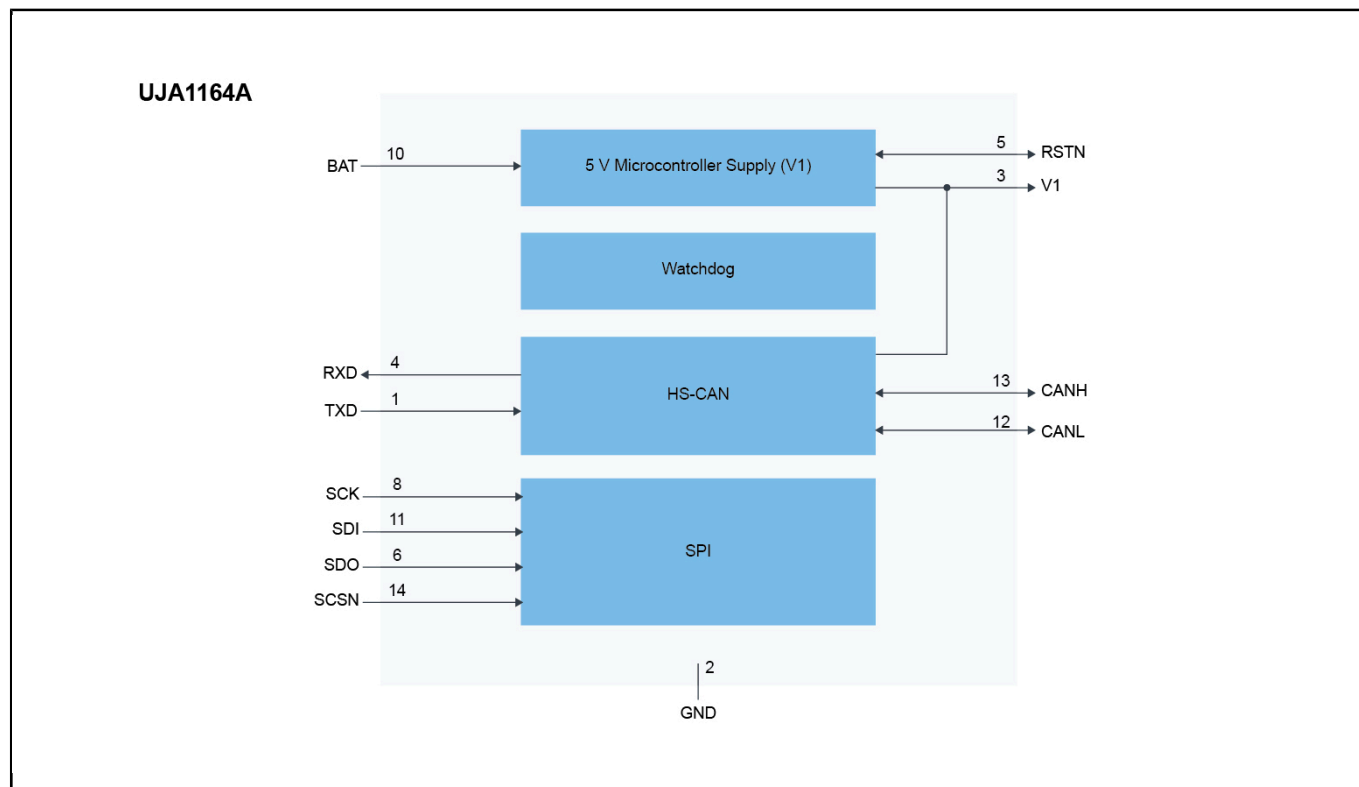 UJA1164A
BAT 10
5 V Microcontroller Supply (V1)
5 RSTN
3 V1
Watchdog
RXD 4
TXD 1
HS-CAN
13 CANH
12 CANL
SCK 8
SDI 11
SDO 6
SCSN 14
SPI
2
GND